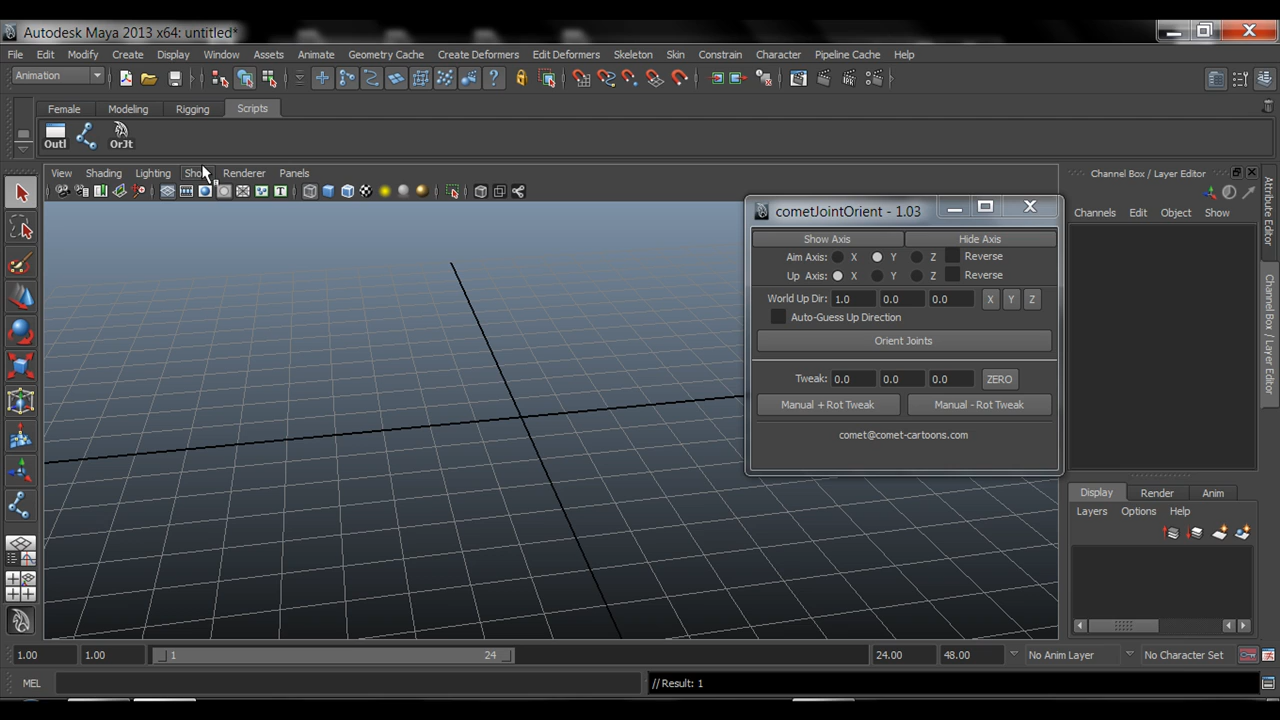 Autodesk Maya 2013 x64: untitled*
File Edit Modify Create Display Window Assets Animate Geometry Cache Create Deformers Edit Deformers Skeleton Skin Constrain Character Pipeline Cache Help
Animation
Female Modeling Rigging Scripts
Outl OrJt
View Shading Lighting Renderer Panels
Channel Box / Layer Editor
Channels Edit Object Show
Attribute Editor
Channel Box / Layer Editor
cometJointOrient - 1.03
Show Axis Hide Axis
Aim Axis: X Y Z Reverse
Up Axis: X Y Z Reverse
World Up Dir: 1.0 0.0 0.0 X Y Z
Auto-Guess Up Direction
Orient Joints
Tweak: 0.0 0.0 0.0 ZERO
Manual + Rot Tweak Manual - Rot Tweak
comet@comet-cartoons.com
Display Render Anim
Layers Options Help
1.00 1.00 1 24 24.00 48.00 No Anim Layer No Character Set
MEL // Result: 1